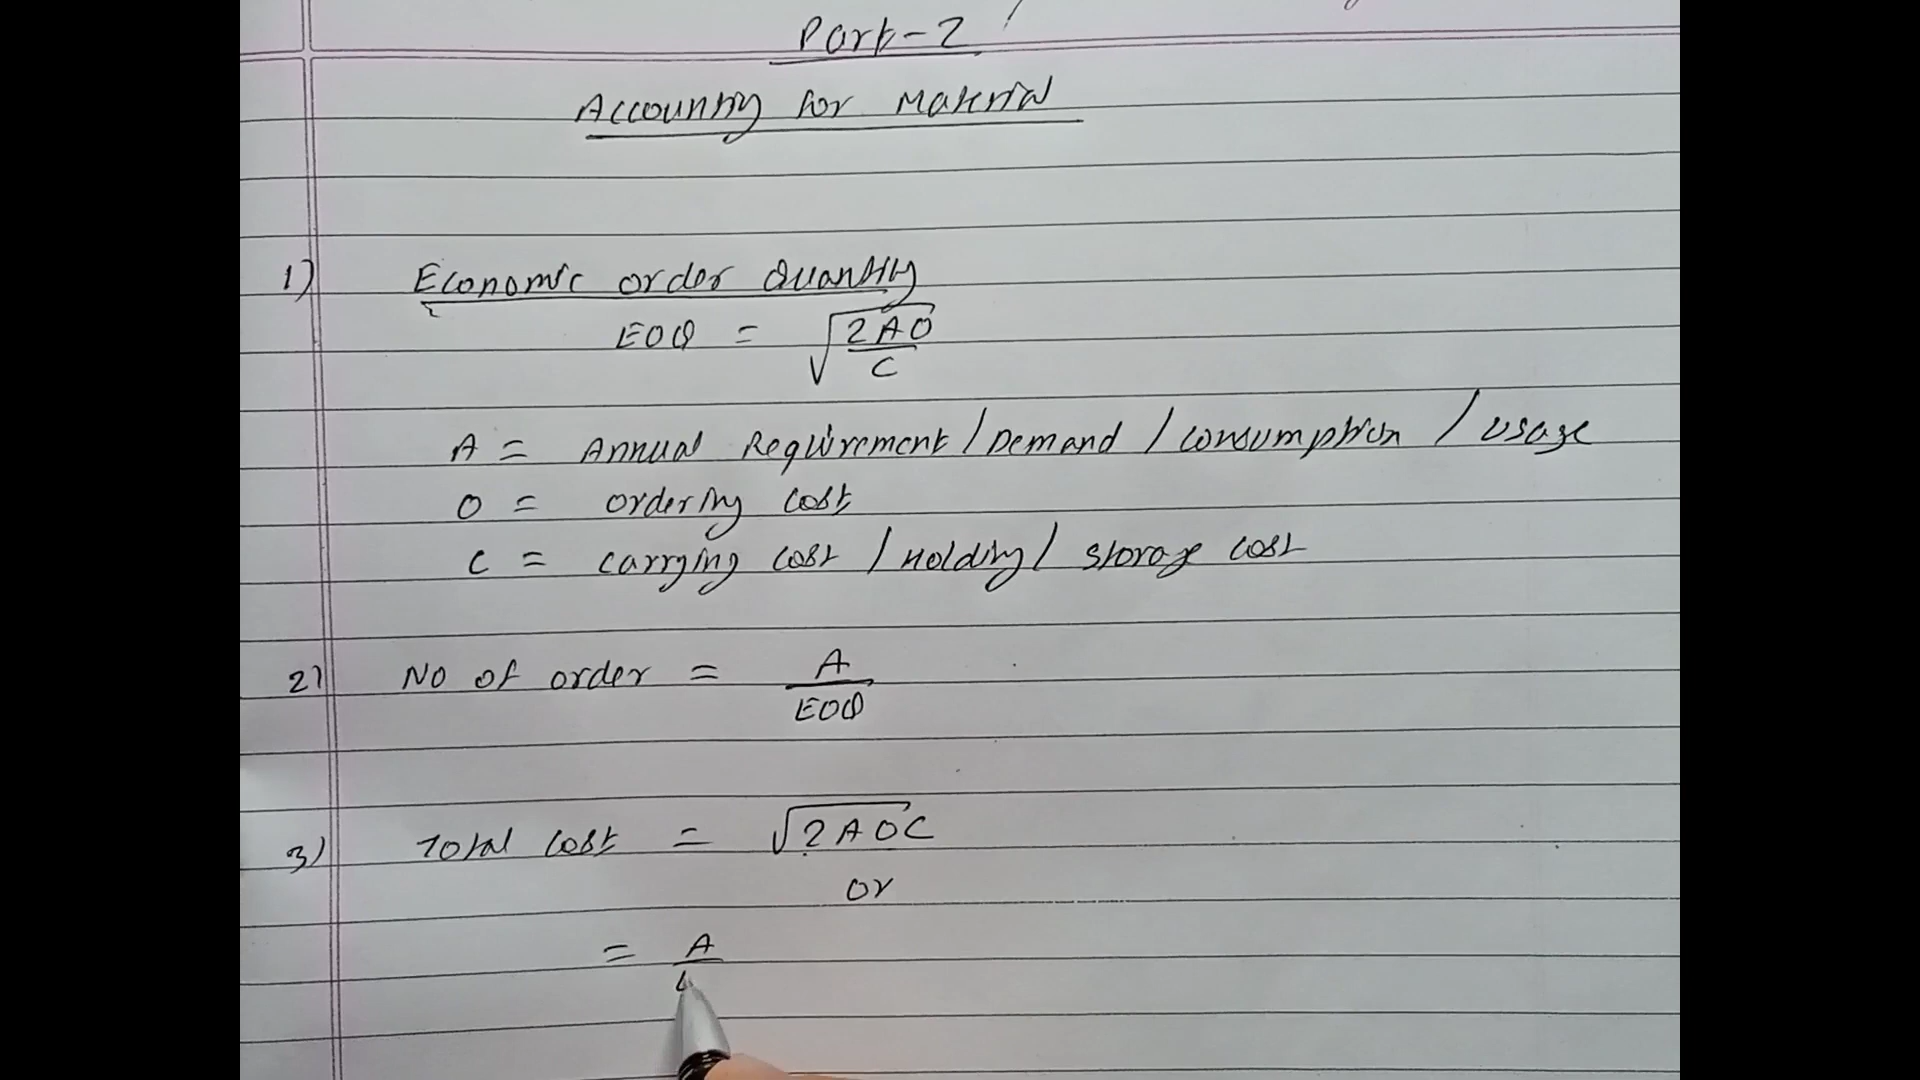 Part-2
Accounting for Material
1) Economic order Quantity
EOQ = √2AO/C
A = Annual Requirement / Demand / consumption / usage
O = ordering cost
C = carrying cost / Holding / storage cost
2) No of order = A/EOQ
3) Total cost = √2AOC
or
= A